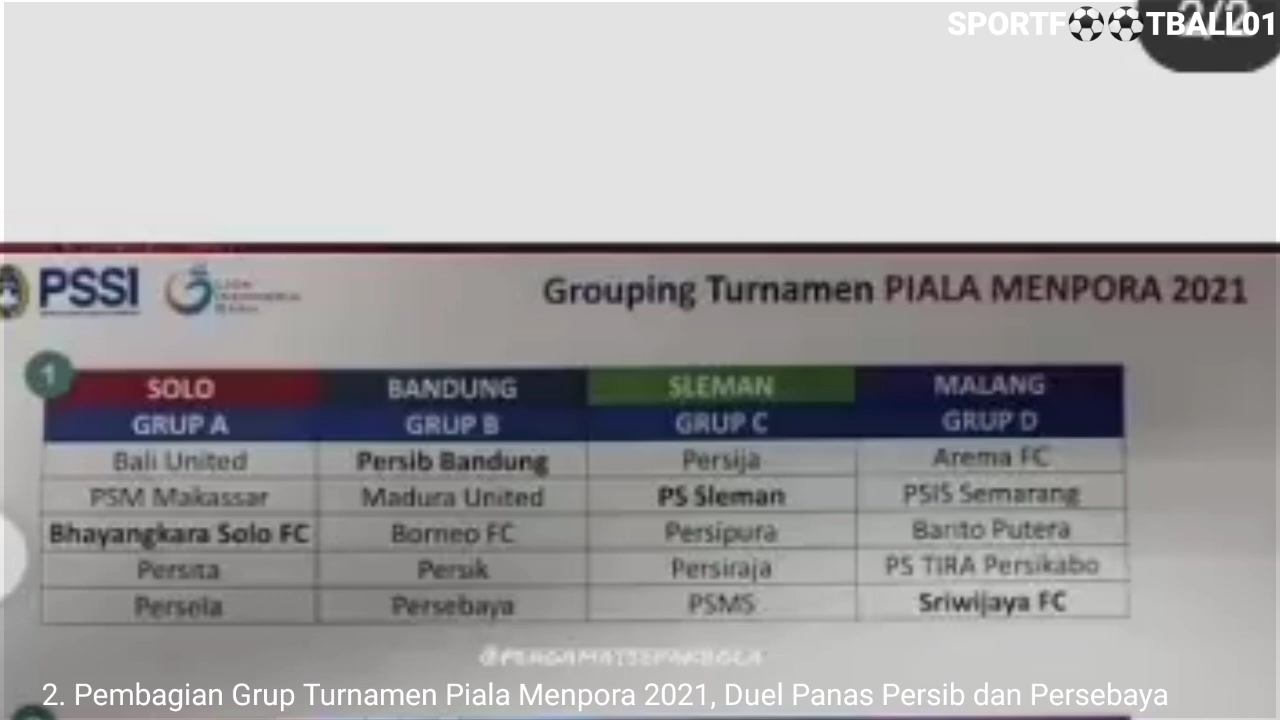 2/2
SPORTF⚽⚽TBALL01
PSSI
Grouping Turnamen PIALA MENPORA 2021
1
SOLO BANDUNG SLEMAN MALANG
GRUP A GRUP B GRUP C GRUP D
Bali United Persib Bandung Persija Arema FC
PSM Makassar Madura United PS Sleman PSIS Semarang
Bhayangkara Solo FC Borneo FC Persipura Barito Putera
Persita Persik Persiraja PS TIRA Persikabo
Persela Persebaya PSMS Sriwijaya FC
@PENGAMATSEPAKBOLA
2. Pembagian Grup Turnamen Piala Menpora 2021, Duel Panas Persib dan Persebaya